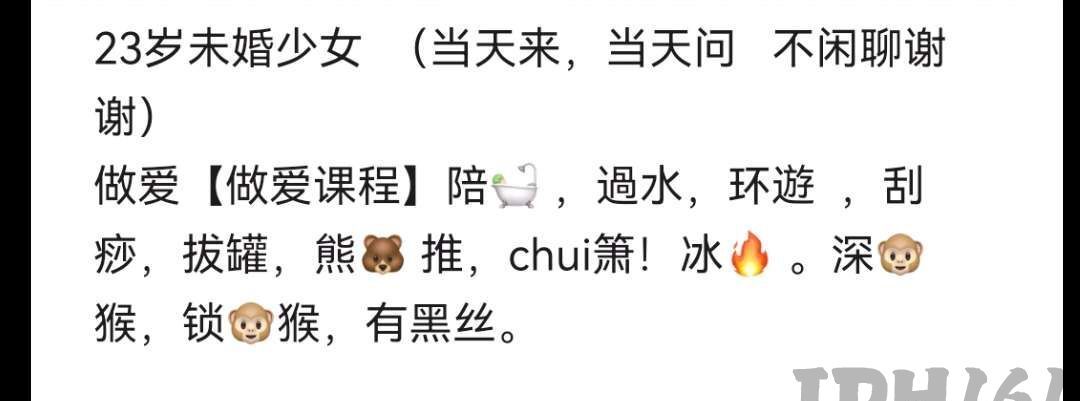 23岁未婚少女 （当天来，当天问 不闲聊谢
谢）
做爱【做爱课程】陪🛀，過水，环遊 ，刮
痧，拔罐，熊🐻 推，chui箫！冰🔥 。深🐵
猴，锁🐵猴，有黑丝。